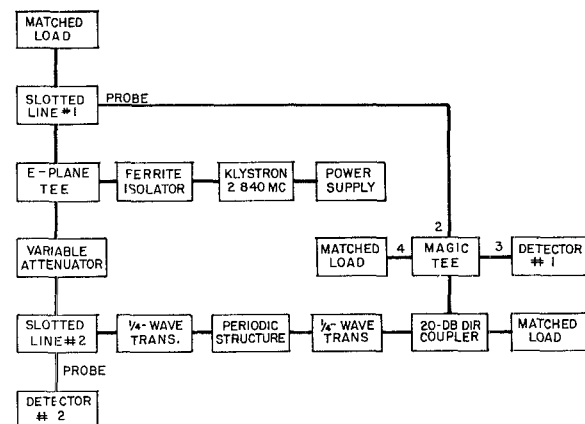 MATCHED
LOAD
SLOTTED
LINE #1
PROBE
E-PLANE
TEE
FERRITE
ISOLATOR
KLYSTRON
2 840 MC
POWER
SUPPLY
2
VARIABLE
ATTENUATOR
MATCHED
LOAD
4
MAGIC
TEE
3
DETECTOR
# 1
SLOTTED
LINE #2
1/4-WAVE
TRANS.
PERIODIC
STRUCTURE
1/4-WAVE
TRANS
20-DB DIR
COUPLER
MATCHED
LOAD
PROBE
DETECTOR
# 2